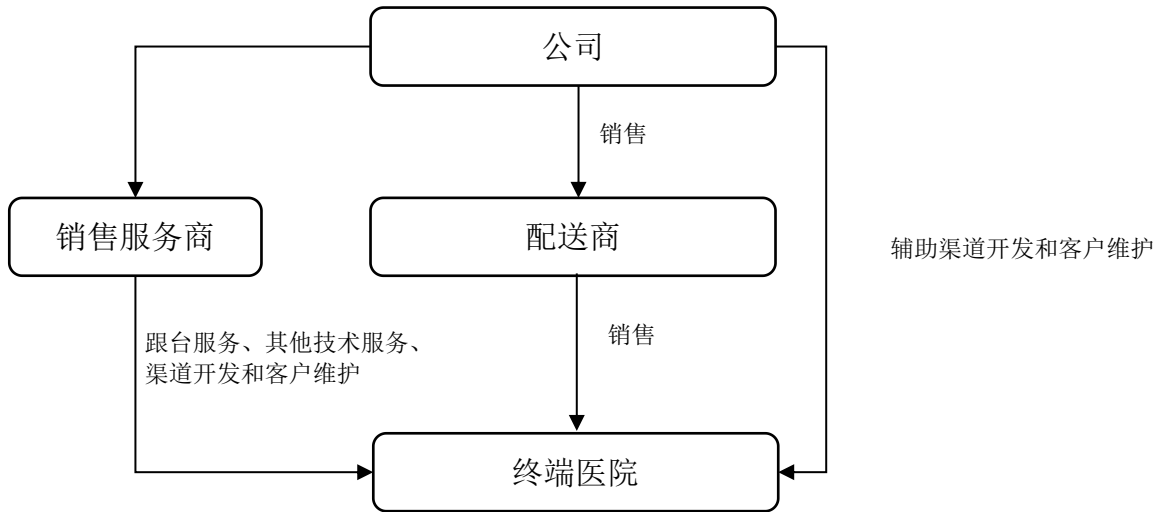 公司
销售
销售服务商
配送商
辅助渠道开发和客户维护
跟台服务、其他技术服务、
渠道开发和客户维护
销售
终端医院